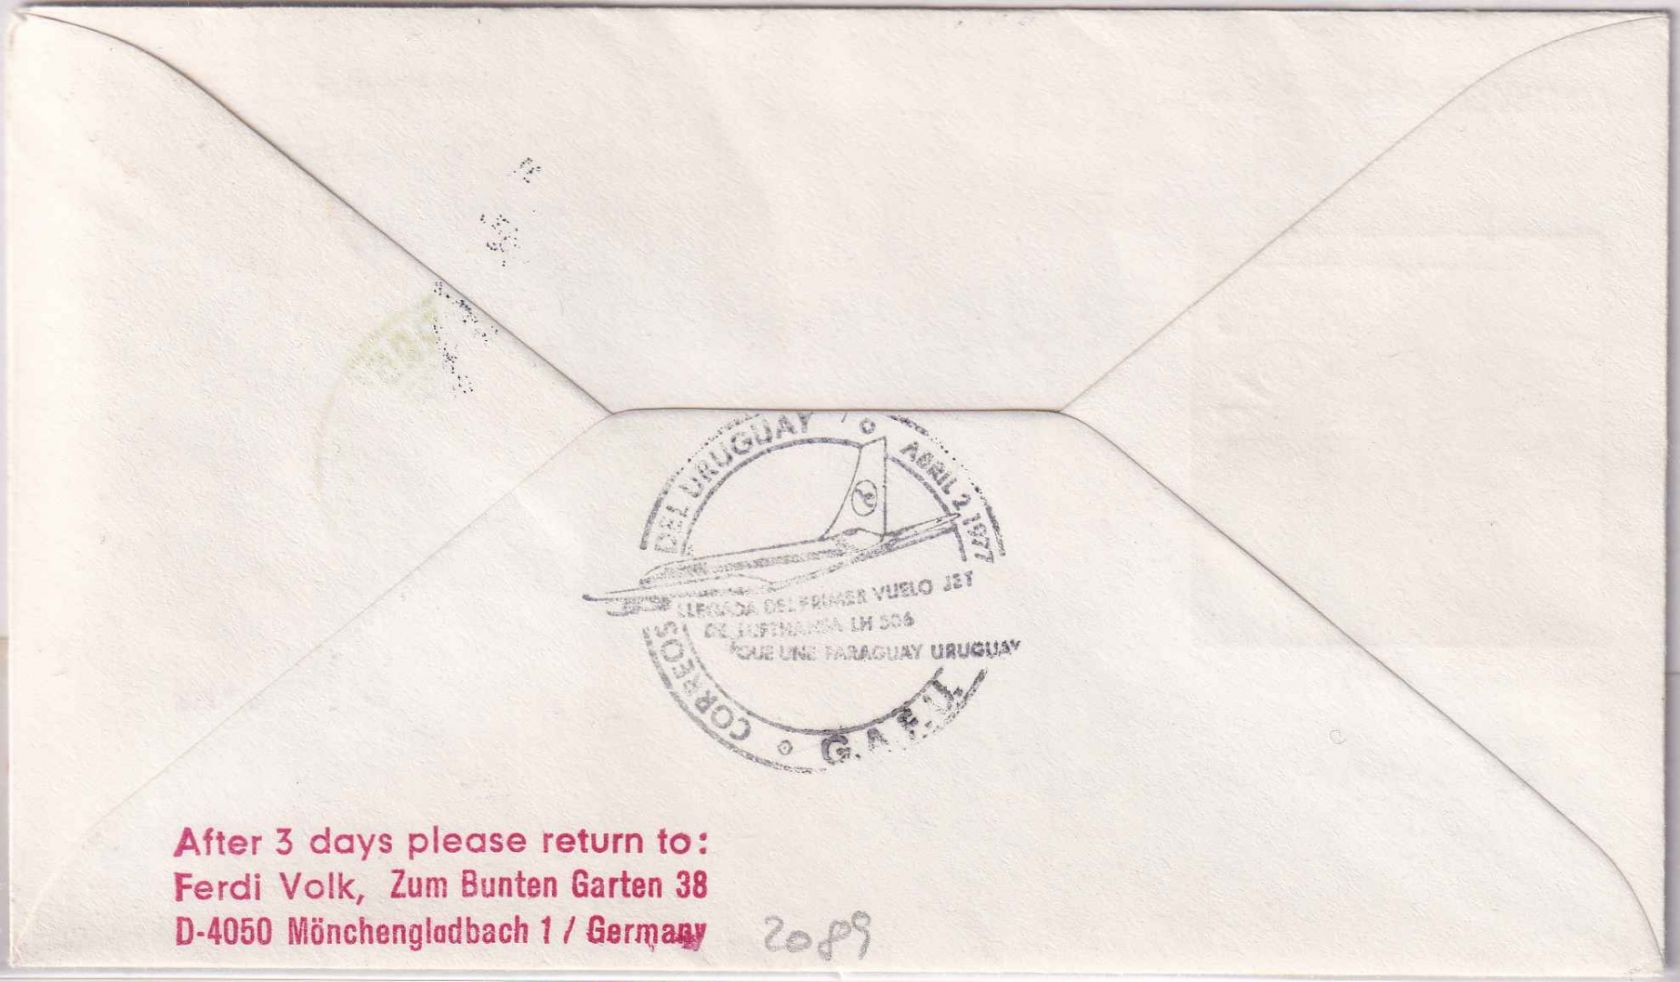 CORREOS DEL URUGUAY
ABRIL 2 1977
LLEGADA DEL PRIMER VUELO JET
DE LUFTHANSA LH 506
QUE UNE PARAGUAY URUGUAY
G.A.F.U.
After 3 days please return to:
Ferdi Volk, Zum Bunten Garten 38
D-4050 Mönchengladbach 1 / Germany
2089